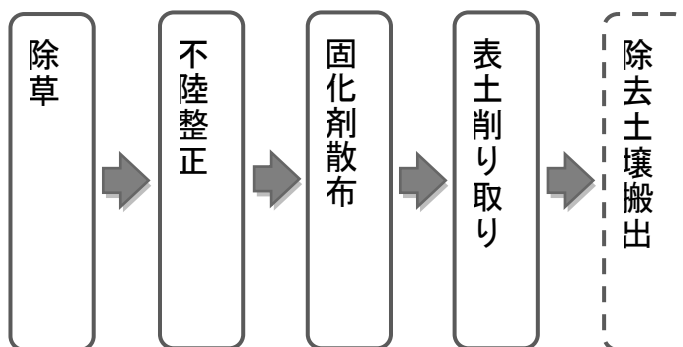 除草
不陸整正
固化剤散布
表土削り取り
除去土壌搬出